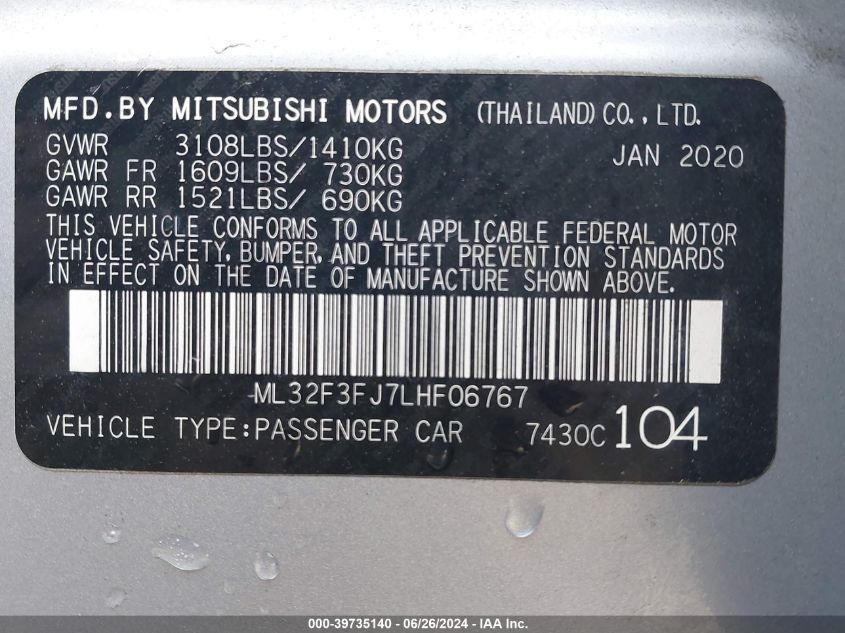 MFD.BY MITSUBISHI MOTORS (THAILAND) CO., LTD.
GVWR 3108LBS/1410KG JAN 2020
GAWR FR 1609LBS/ 730KG
GAWR RR 1521LBS/ 690KG
THIS VEHICLE CONFORMS TO ALL APPLICABLE FEDERAL MOTOR
VEHICLE SAFETY, BUMPER, AND THEFT PREVENTION STANDARDS
IN EFFECT ON THE DATE OF MANUFACTURE SHOWN ABOVE.
ML32F3FJ7LHF06767
VEHICLE TYPE:PASSENGER CAR 7430C 104
000-39735140 - 06/26/2024 - IAA Inc.